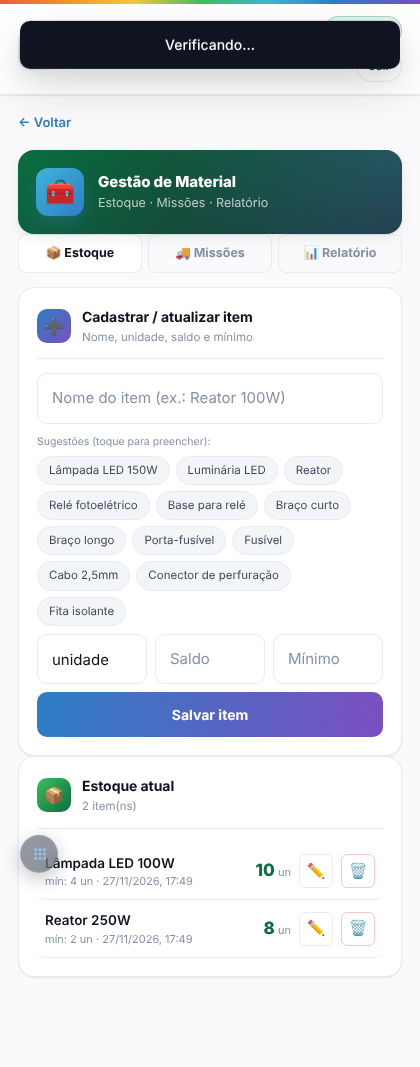 Verificando...
← Voltar
Gestão de Material
Estoque · Missões · Relatório
Estoque
Missões
Relatório
Cadastrar / atualizar item
Nome, unidade, saldo e mínimo
Nome do item (ex.: Reator 100W)
Sugestões (toque para preencher):
Lâmpada LED 150W
Luminária LED
Reator
Relé fotoelétrico
Base para relé
Braço curto
Braço longo
Porta-fusível
Fusível
Cabo 2,5mm
Conector de perfuração
Fita isolante
unidade
Saldo
Mínimo
Salvar item
Estoque atual
2 item(ns)
Lâmpada LED 100W
10 un
mín: 4 un · 27/11/2026, 17:49
Reator 250W
8 un
mín: 2 un · 27/11/2026, 17:49